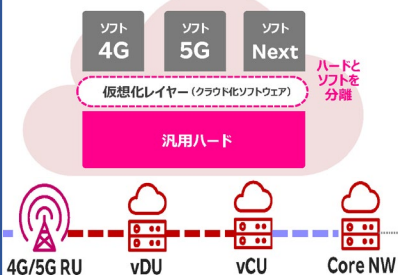 ソフト
4G
ソフト
5G
ソフト
Next
ハードと
ソフトを
分離
仮想化レイヤー（クラウド化ソフトウェア）
汎用ハード
4G/5G RU
vDU
vCU
Core NW